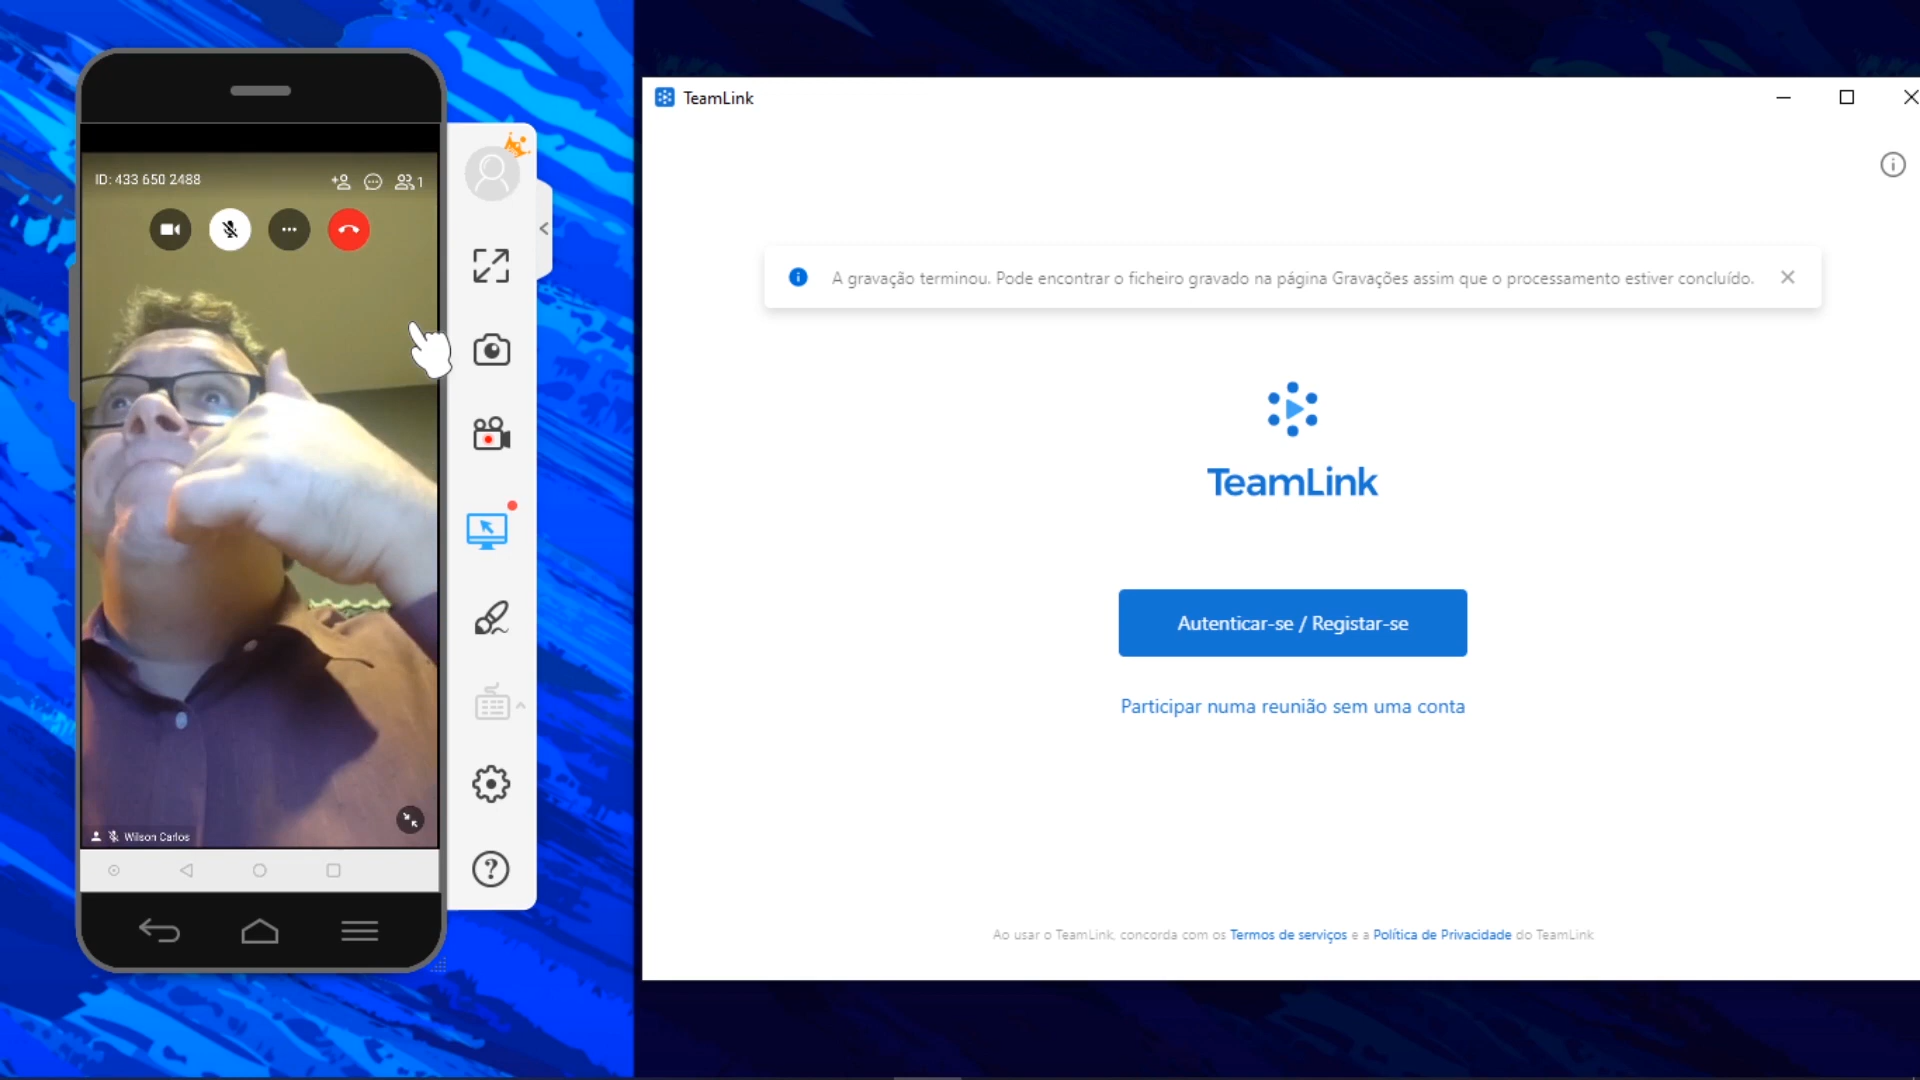 ID: 433 650 2488
1
Wilson Carlos
TeamLink
A gravação terminou. Pode encontrar o ficheiro gravado na página Gravações assim que o processamento estiver concluído.
TeamLink
Autenticar-se / Registar-se
Participar numa reunião sem uma conta
Ao usar o TeamLink, concorda com os Termos de serviços e a Política de Privacidade do TeamLink